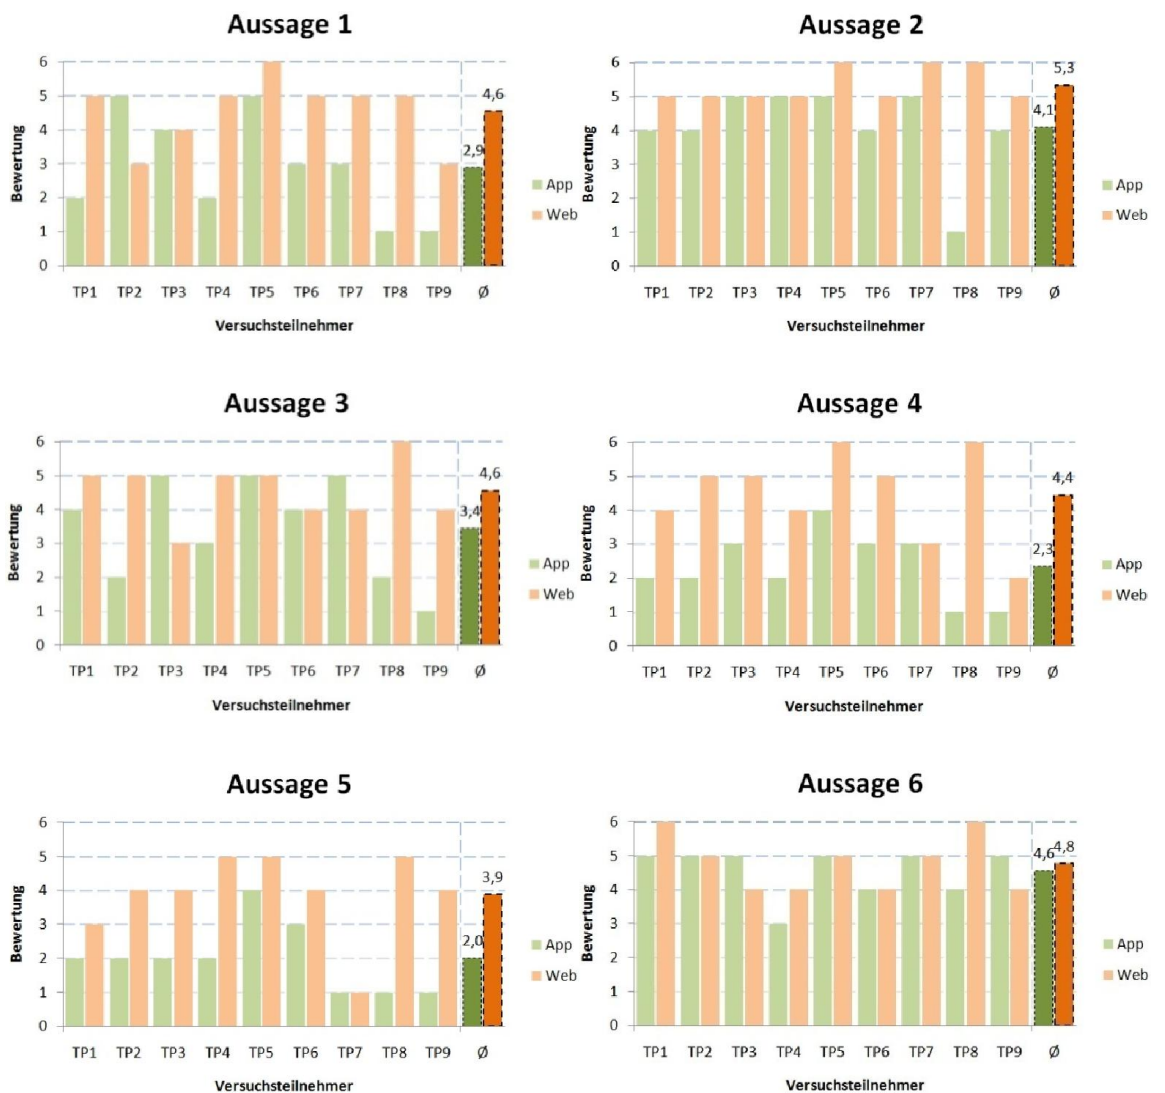 Aussage 1
Bewertung
6
5
4
3
2
1
0
2,9
4,6
App
Web
TP1 TP2 TP3 TP4 TP5 TP6 TP7 TP8 TP9 Ø
Versuchsteilnehmer
Aussage 2
Bewertung
6
5
4
3
2
1
0
4,1
5,3
App
Web
TP1 TP2 TP3 TP4 TP5 TP6 TP7 TP8 TP9 Ø
Versuchsteilnehmer
Aussage 3
Bewertung
6
5
4
3
2
1
0
3,4
4,6
App
Web
TP1 TP2 TP3 TP4 TP5 TP6 TP7 TP8 TP9 Ø
Versuchsteilnehmer
Aussage 4
Bewertung
6
5
4
3
2
1
0
2,3
4,4
App
Web
TP1 TP2 TP3 TP4 TP5 TP6 TP7 TP8 TP9 Ø
Versuchsteilnehmer
Aussage 5
Bewertung
6
5
4
3
2
1
0
2,0
3,9
App
Web
TP1 TP2 TP3 TP4 TP5 TP6 TP7 TP8 TP9 Ø
Versuchsteilnehmer
Aussage 6
Bewertung
6
5
4
3
2
1
0
4,6
4,8
App
Web
TP1 TP2 TP3 TP4 TP5 TP6 TP7 TP8 TP9 Ø
Versuchsteilnehmer